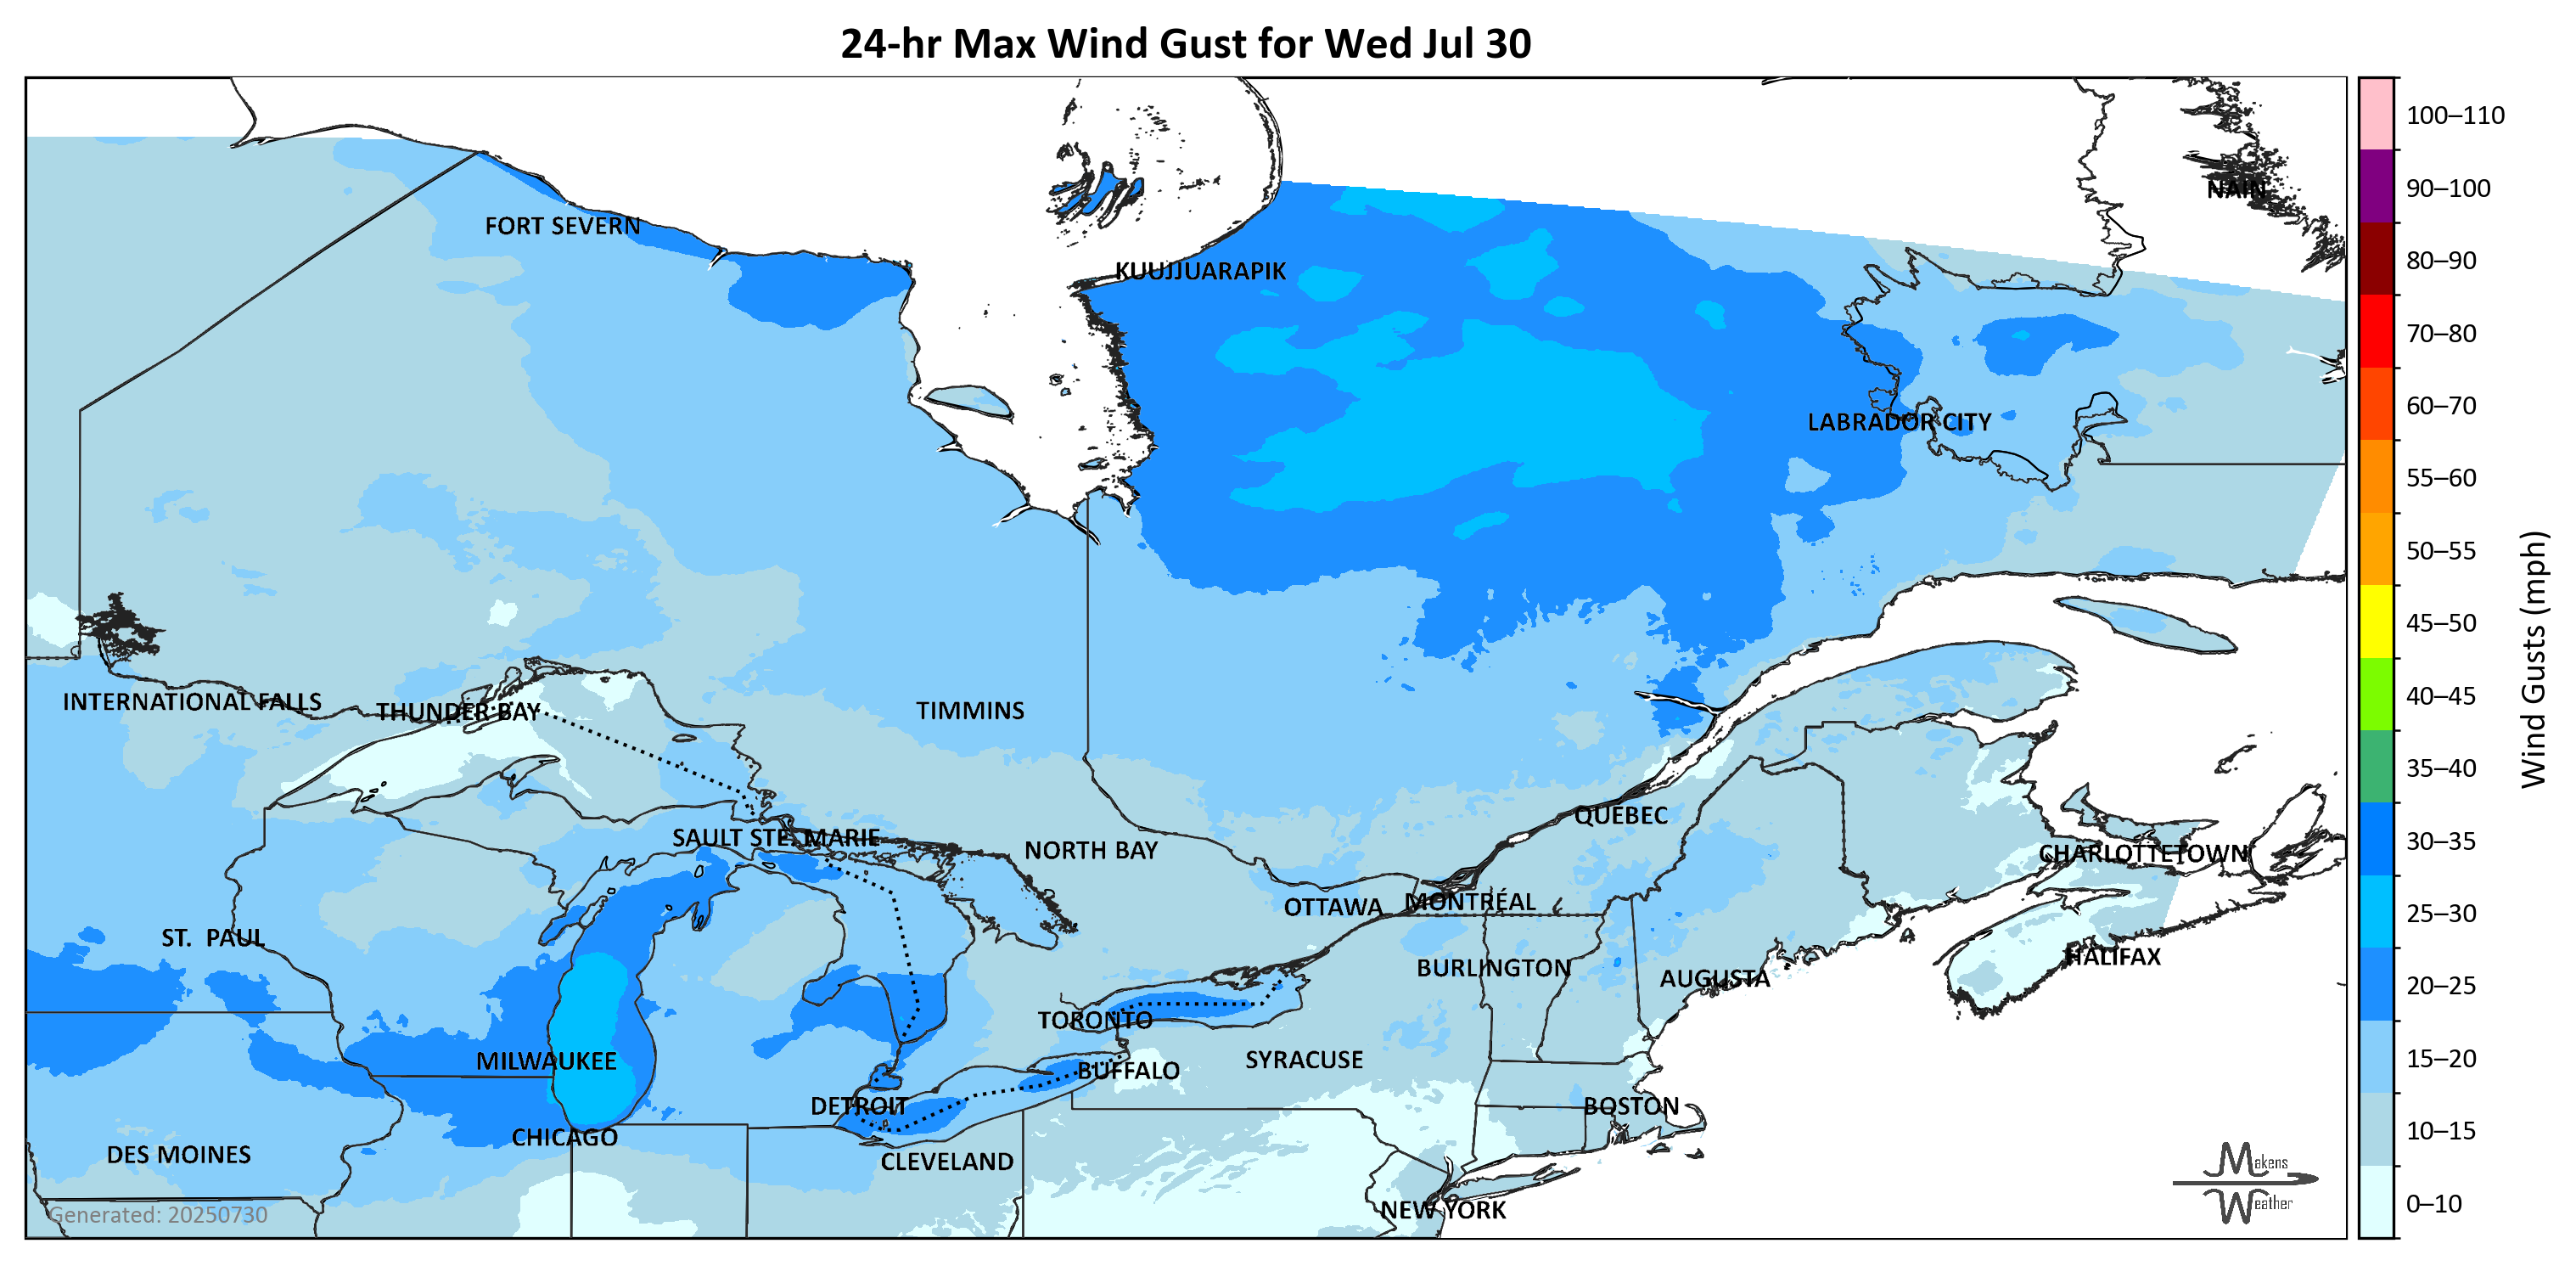 24-hr Max Wind Gust for Wed Jul 30
100–110
90–100
NAIN
FORT SEVERN
80–90
KUUJJUARAPIK
70–80
60–70
LABRADOR CITY
55–60
50–55
45–50
Wind Gusts (mph)
40–45
INTERNATIONAL FALLS
THUNDER BAY
TIMMINS
35–40
QUEBEC
30–35
SAULT STE. MARIE
NORTH BAY
CHARLOTTETOWN
OTTAWA
MONTRÉAL
25–30
ST. PAUL
BURLINGTON
HALIFAX
AUGUSTA
20–25
TORONTO
MILWAUKEE
SYRACUSE
15–20
BUFFALO
DETROIT
BOSTON
10–15
CHICAGO
DES MOINES
CLEVELAND
Makens
Weather
0–10
NEW YORK
Generated: 20250730